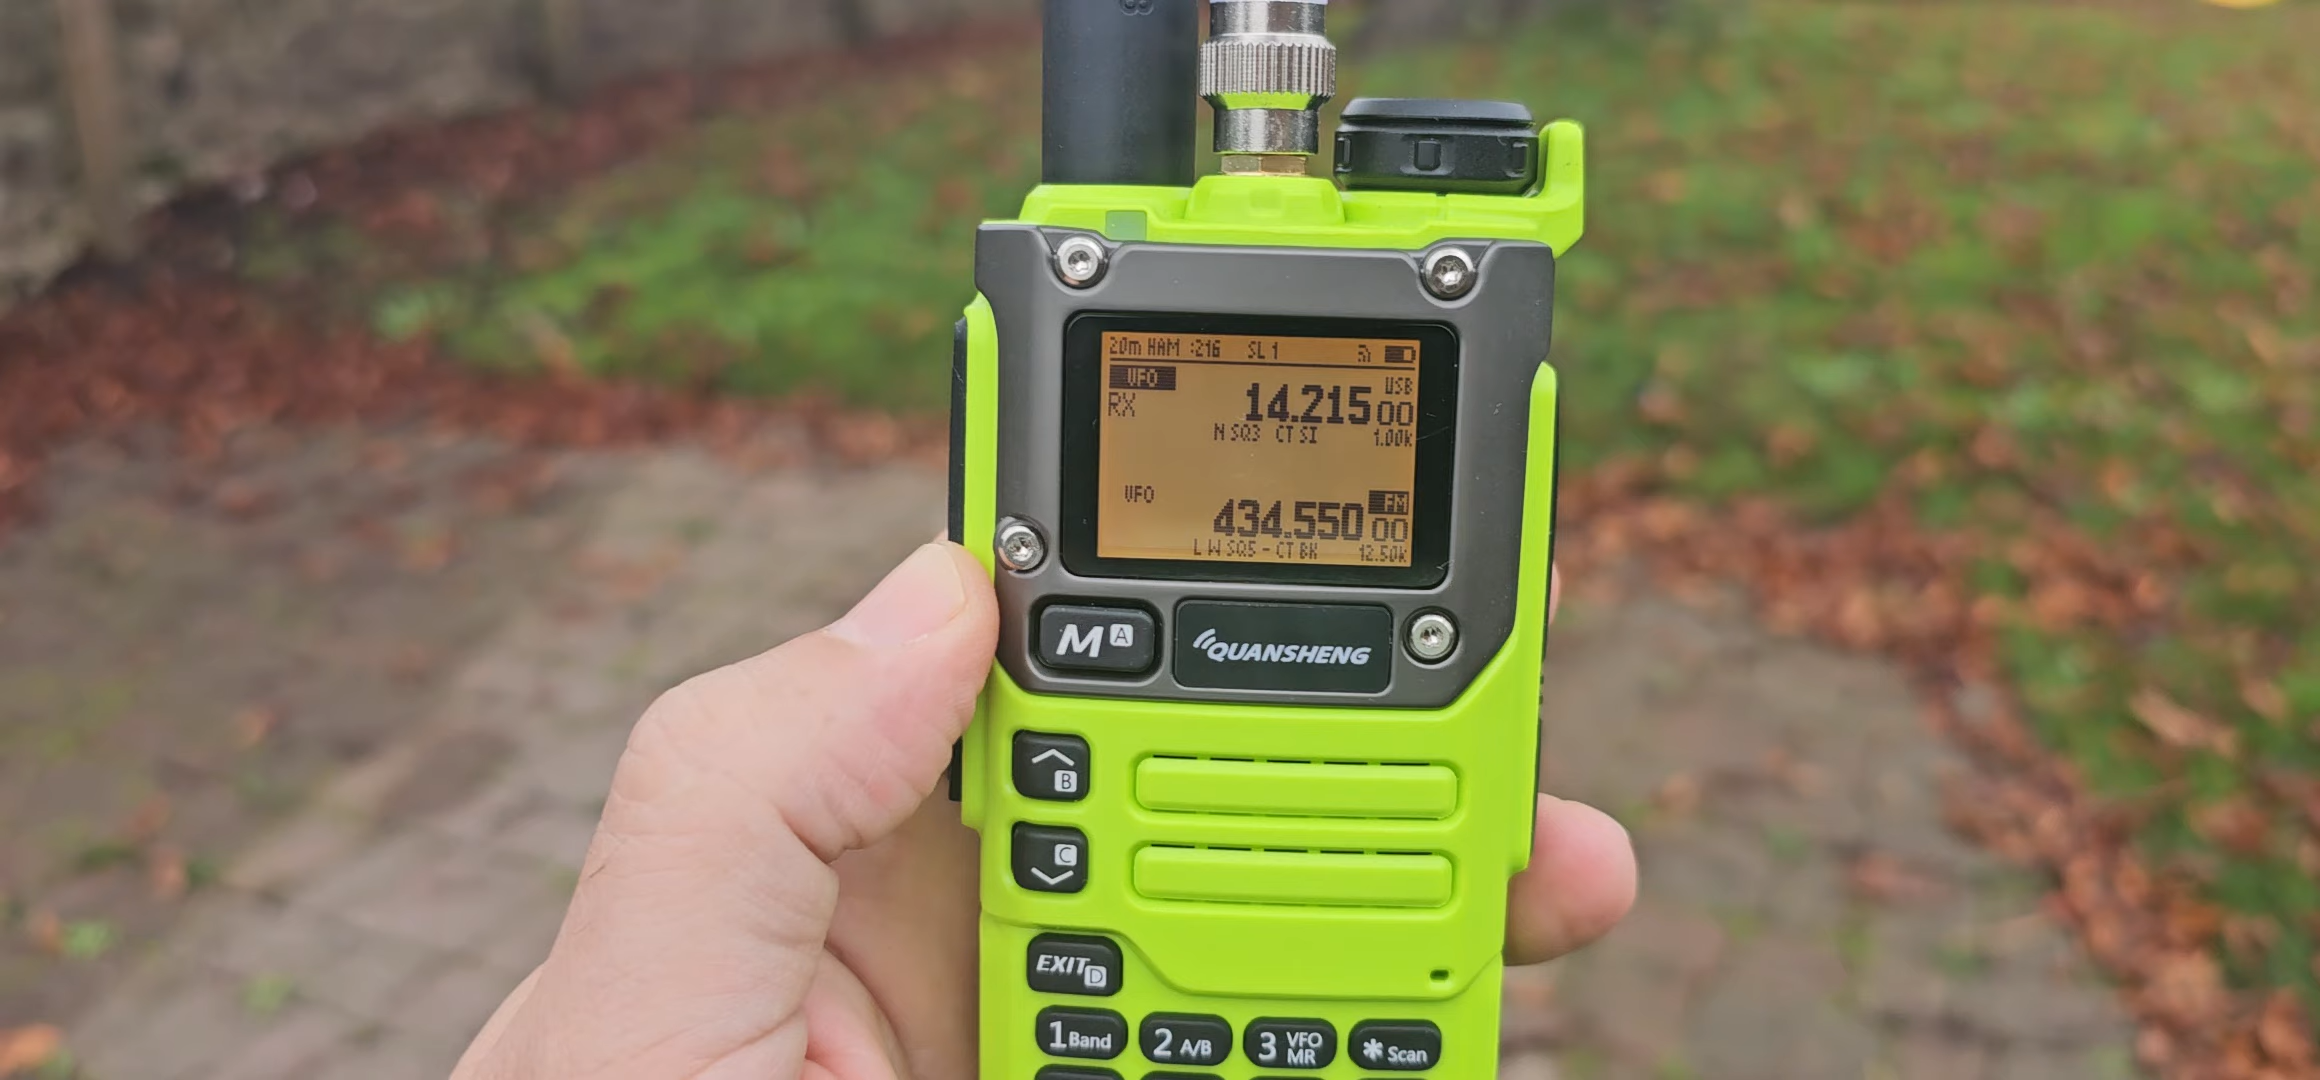 20m HAM :216 SL 1
VFO USB
RX 14.215 00
N SQ3 CT SI 1.00k
VFO FM
434.550 00
L W SQ5 - CT BK 12.50k
M A QUANSHENG
B
C
EXIT D
1 Band 2 A/B 3 VFO MR * Scan